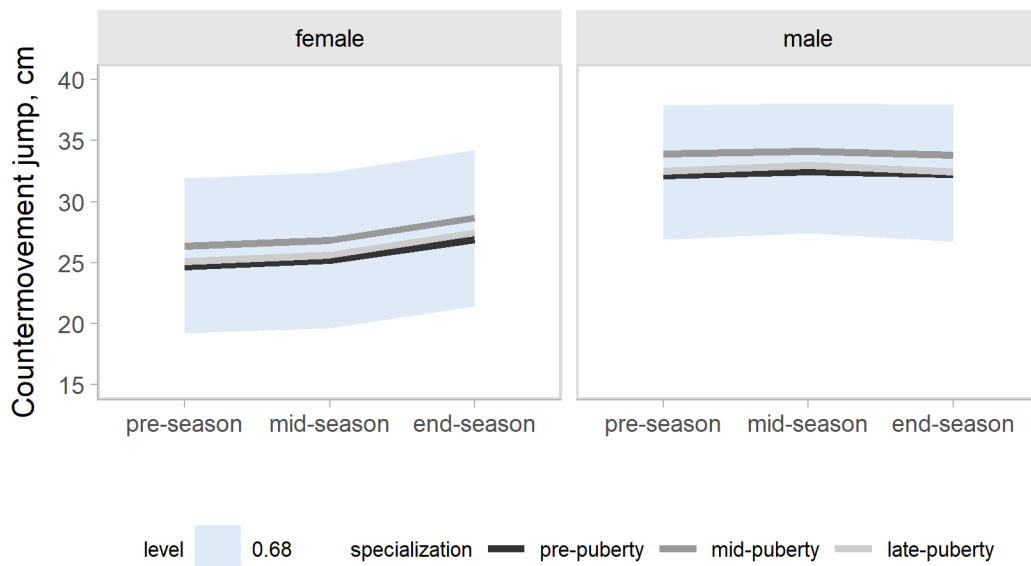 female male
Countermovement jump, cm
40
35
30
25
20
15
pre-season mid-season end-season pre-season mid-season end-season
level 0.68 specialization pre-puberty mid-puberty late-puberty